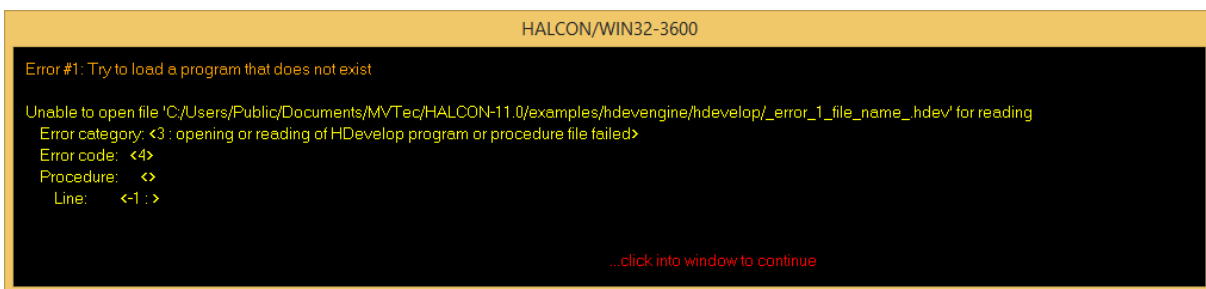 HALCON/WIN32-3600
Error #1: Try to load a program that does not exist
Unable to open file 'C:/Users/Public/Documents/MVTec/HALCON-11.0/examples/hdevengine/hdevelop/_error_1_file_name_.hdev' for reading
Error category: <3 : opening or reading of HDevelop program or procedure file failed>
Error code: <4>
Procedure: <>
Line: <-1 : >
...click into window to continue